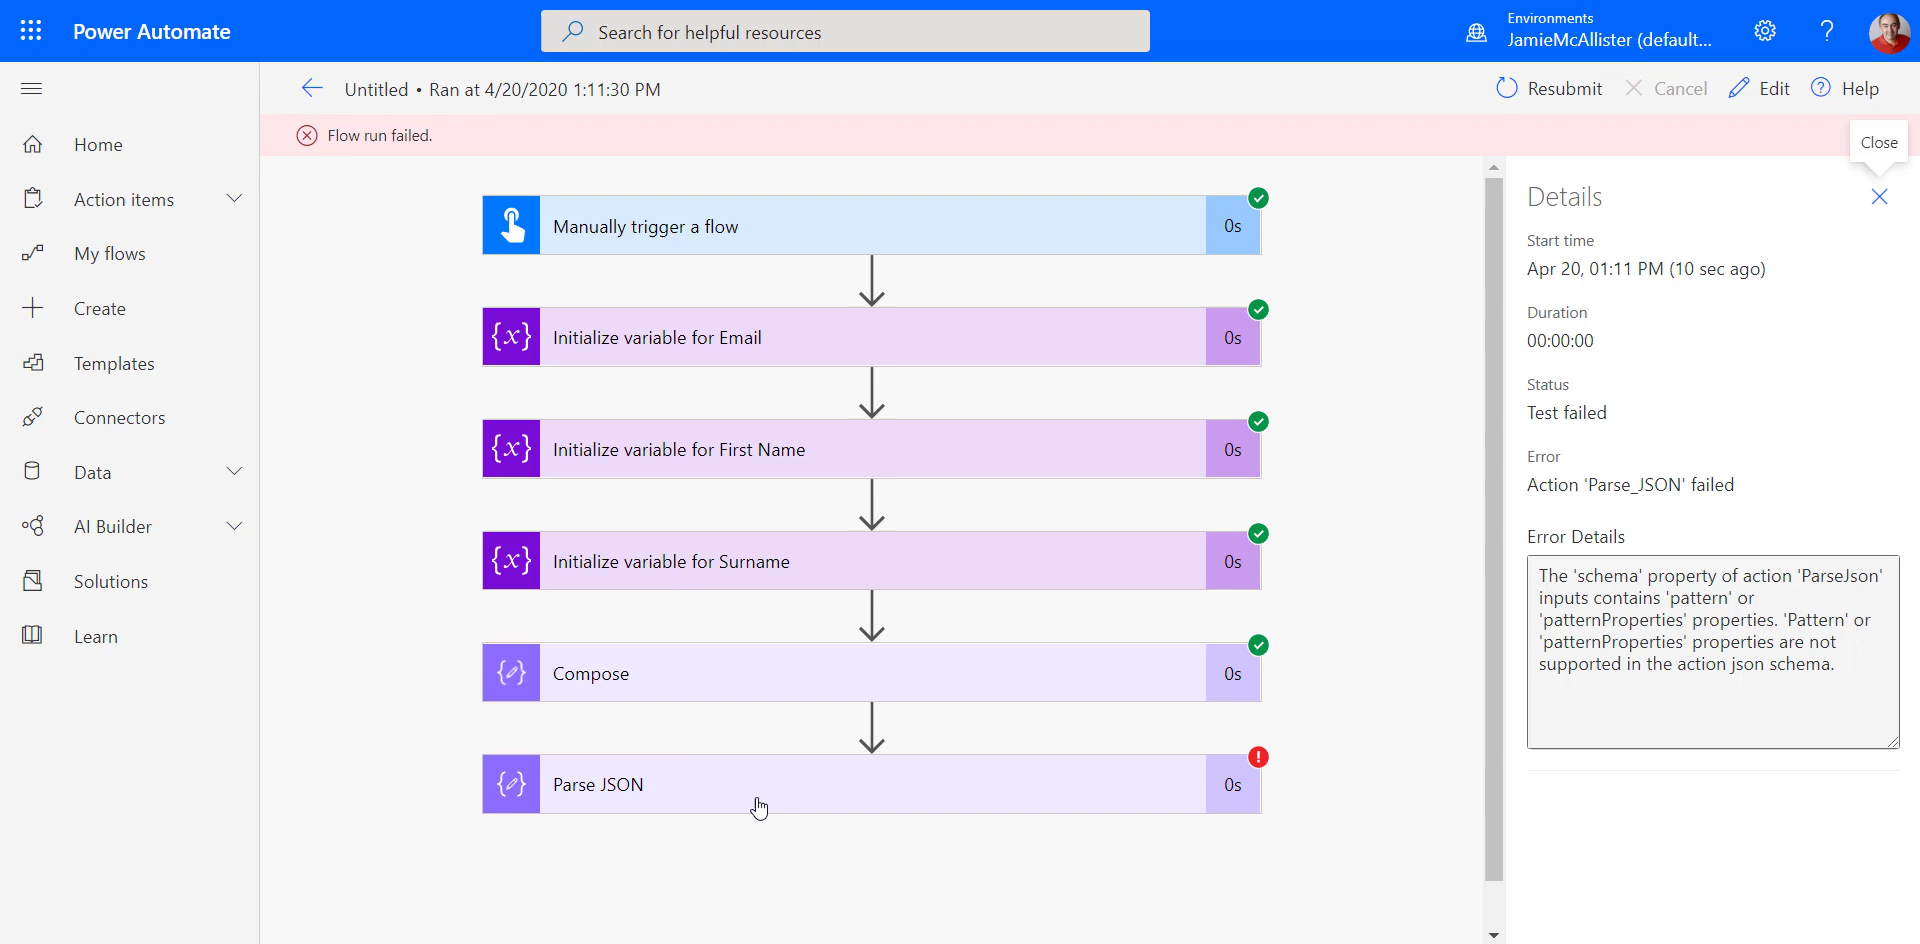 Power Automate
Search for helpful resources
Environments
JamieMcAllister (default...
Untitled • Ran at 4/20/2020 1:11:30 PM
Resubmit
Cancel
Edit
Help
Flow run failed.
Close
Home
Action items
My flows
Create
Templates
Connectors
Data
AI Builder
Solutions
Learn
Manually trigger a flow
0s
{x}
Initialize variable for Email
0s
{x}
Initialize variable for First Name
0s
{x}
Initialize variable for Surname
0s
Compose
0s
Parse JSON
0s
Details
Start time
Apr 20, 01:11 PM (10 sec ago)
Duration
00:00:00
Status
Test failed
Error
Action 'Parse_JSON' failed
Error Details
The 'schema' property of action 'ParseJson'
inputs contains 'pattern' or
'patternProperties' properties. 'Pattern' or
'patternProperties' properties are not
supported in the action json schema.